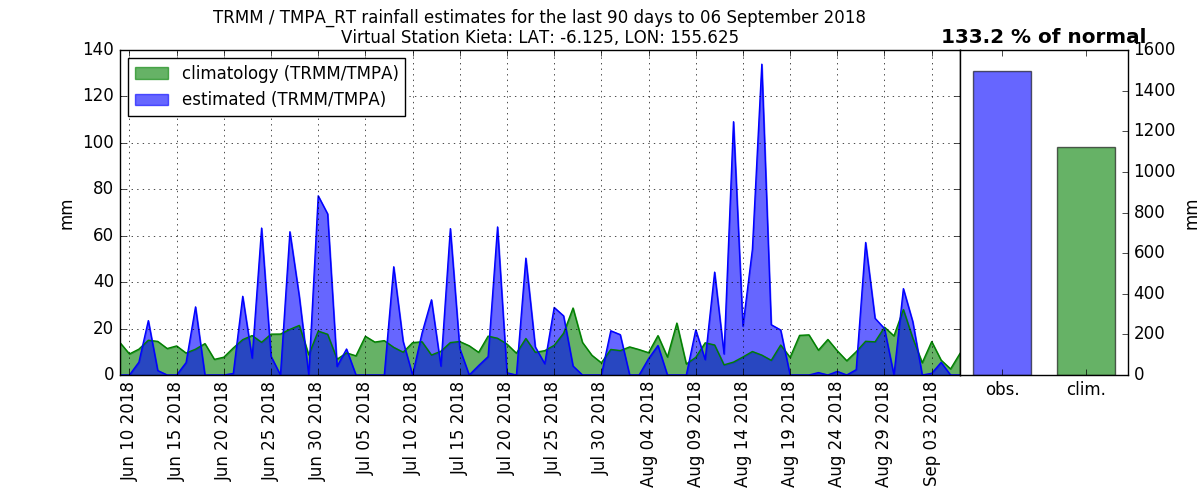 TRMM / TMPA_RT rainfall estimates for the last 90 days to 06 September 2018
Virtual Station Kieta: LAT: -6.125, LON: 155.625
133.2 % of normal
climatology (TRMM/TMPA)
estimated (TRMM/TMPA)
mm
140
120
100
80
60
40
20
0
Jun 10 2018
Jun 15 2018
Jun 20 2018
Jun 25 2018
Jun 30 2018
Jul 05 2018
Jul 10 2018
Jul 15 2018
Jul 20 2018
Jul 25 2018
Jul 30 2018
Aug 04 2018
Aug 09 2018
Aug 14 2018
Aug 19 2018
Aug 24 2018
Aug 29 2018
Sep 03 2018
obs.
clim.
1600
1400
1200
1000
800
600
400
200
0
mm